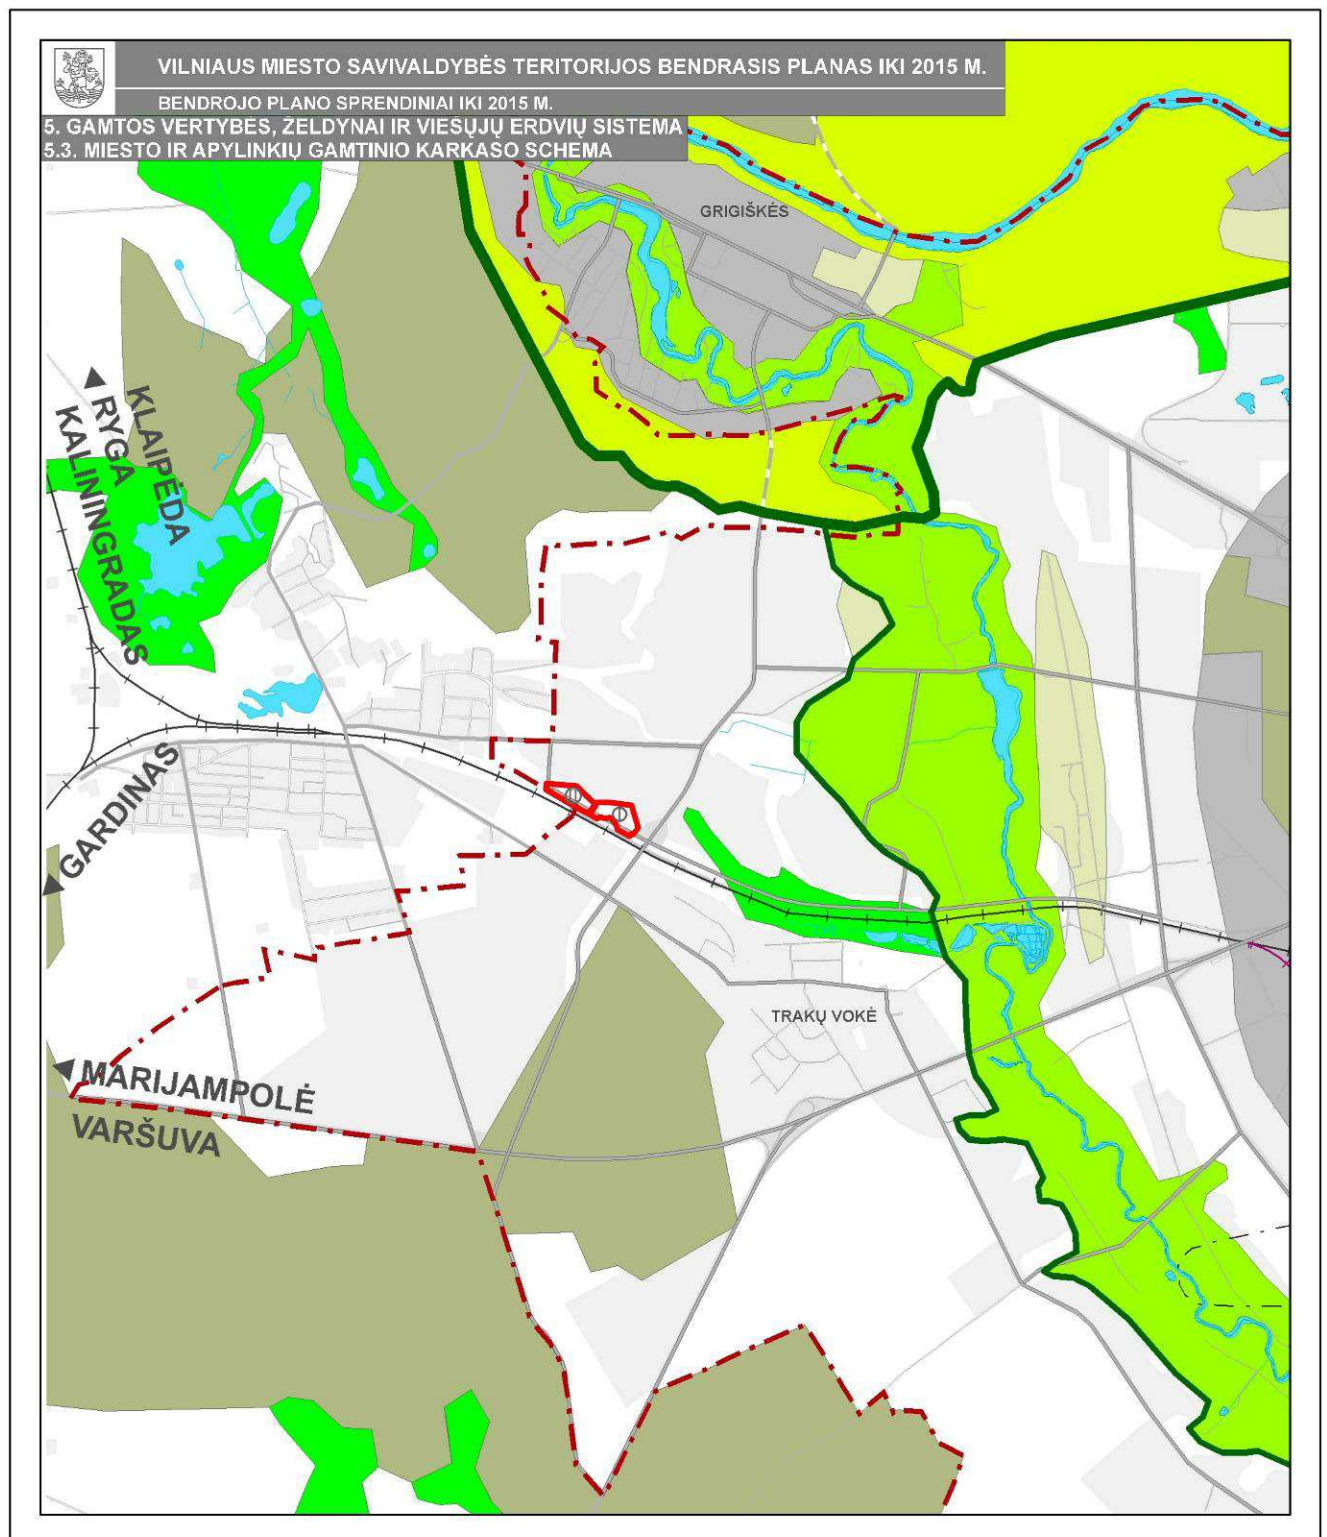 VILNIAUS MIESTO SAVIVALDYBĖS TERITORIJOS BENDRASIS PLANAS IKI 2015 M.
BENDROJO PLANO SPRENDINIAI IKI 2015 M.
5. GAMTOS VERTYBĖS, ŽELDYNAI IR VIEŠŲJŲ ERDVIŲ SISTEMA
5.3. MIESTO IR APYLINKIŲ GAMTINIO KARKASO SCHEMA
GRIGIŠKĖS
KLAIPĖDA
RYGA
KALININGRADAS
GARDINAS
TRAKŲ VOKĖ
MARIJAMPOLĖ
VARŠUVA